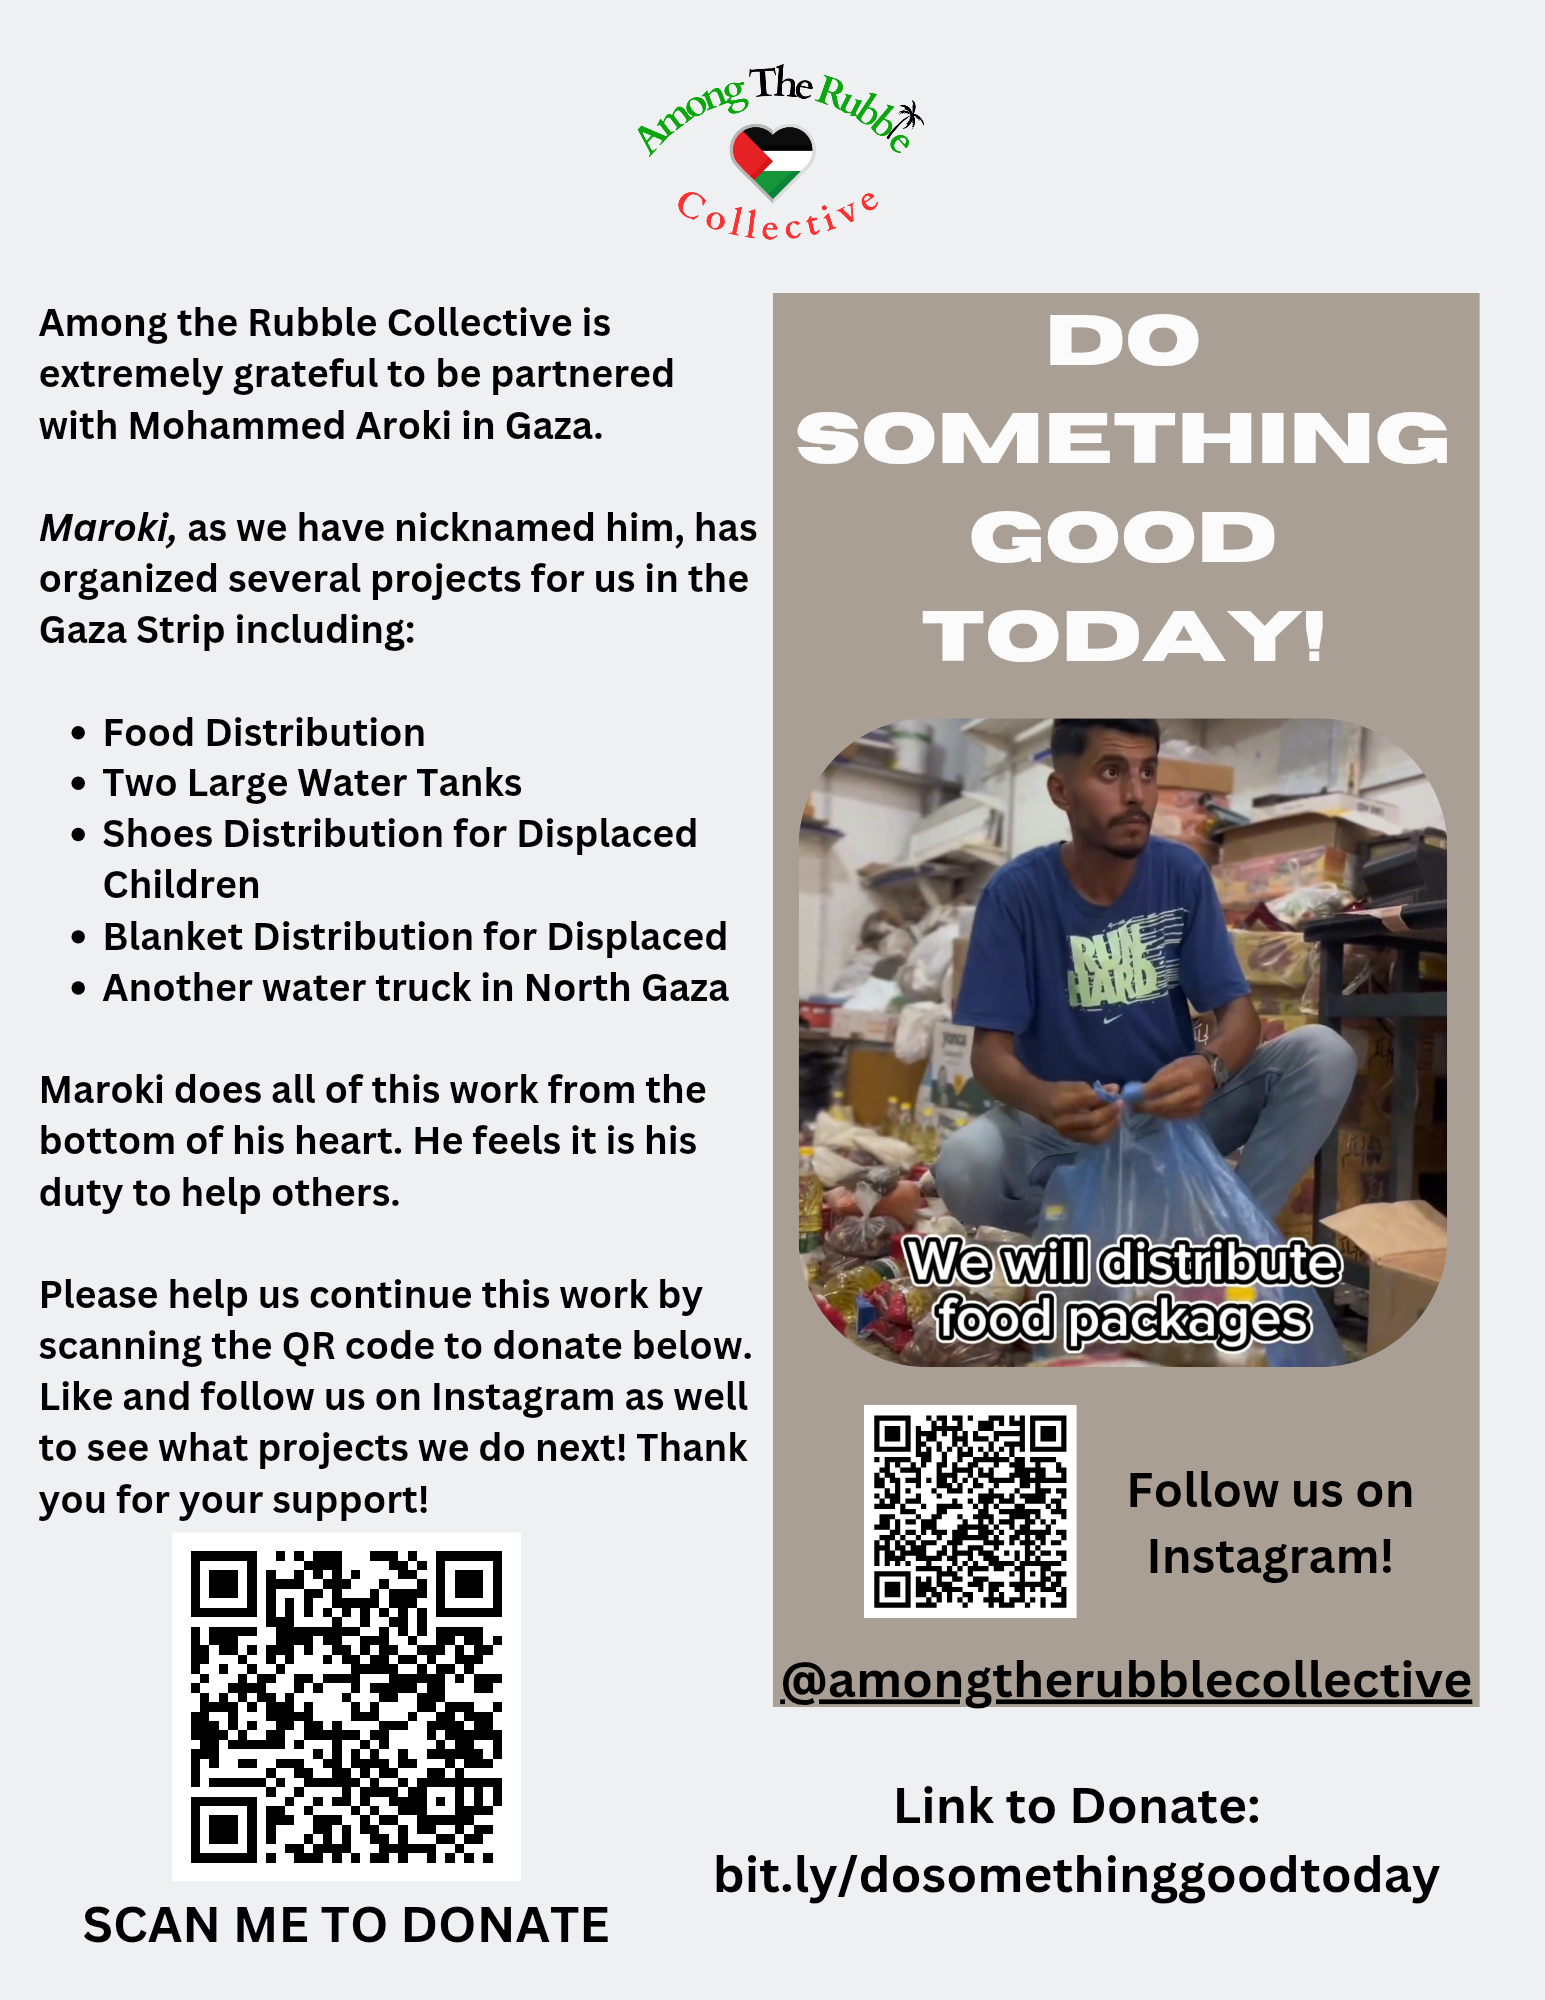 Among The Rubble
Collective
Among the Rubble Collective is
extremely grateful to be partnered
with Mohammed Aroki in Gaza.
Maroki, as we have nicknamed him, has
organized several projects for us in the
Gaza Strip including:
• Food Distribution
• Two Large Water Tanks
• Shoes Distribution for Displaced
Children
• Blanket Distribution for Displaced
• Another water truck in North Gaza
Maroki does all of this work from the
bottom of his heart. He feels it is his
duty to help others.
Please help us continue this work by
scanning the QR code to donate below.
Like and follow us on Instagram as well
to see what projects we do next! Thank
you for your support!
SCAN ME TO DONATE
DO
SOMETHING
GOOD
TODAY!
RUN
HARD
We will distribute
food packages
Follow us on
Instagram!
@amongtherubblecollective
Link to Donate:
bit.ly/dosomethinggoodtoday